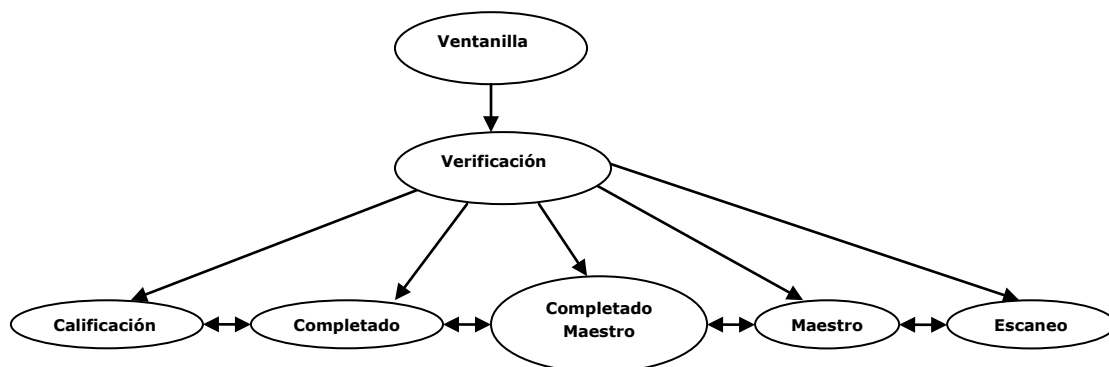 Ventanilla
Verificación
Calificación
Completado
Completado
Maestro
Maestro
Escaneo